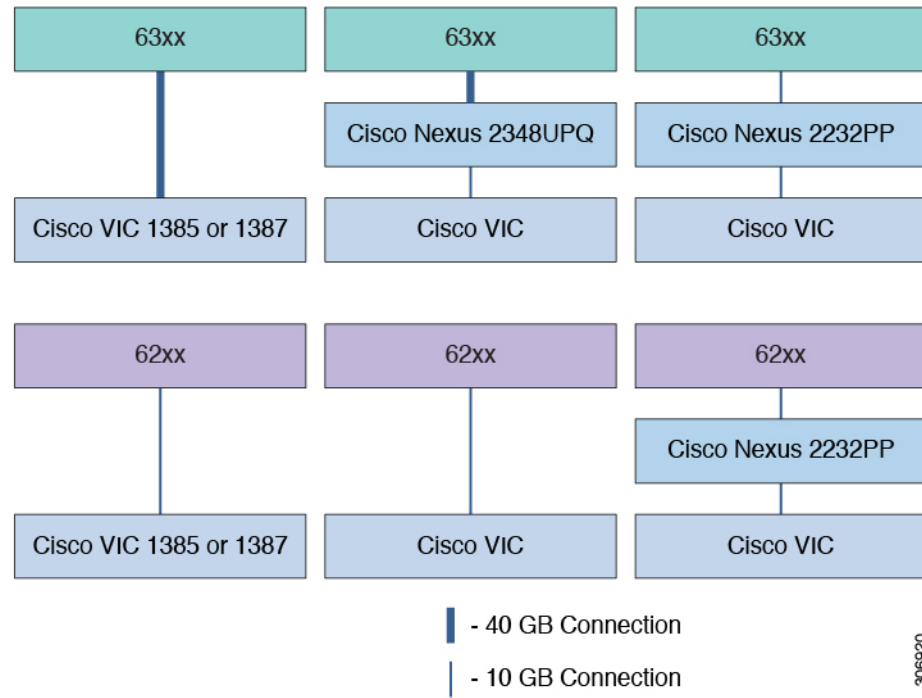 63xx
63xx
63xx
Cisco Nexus 2348UPQ
Cisco Nexus 2232PP
Cisco VIC 1385 or 1387
Cisco VIC
Cisco VIC
62xx
62xx
62xx
Cisco Nexus 2232PP
Cisco VIC 1385 or 1387
Cisco VIC
Cisco VIC
- 40 GB Connection
- 10 GB Connection